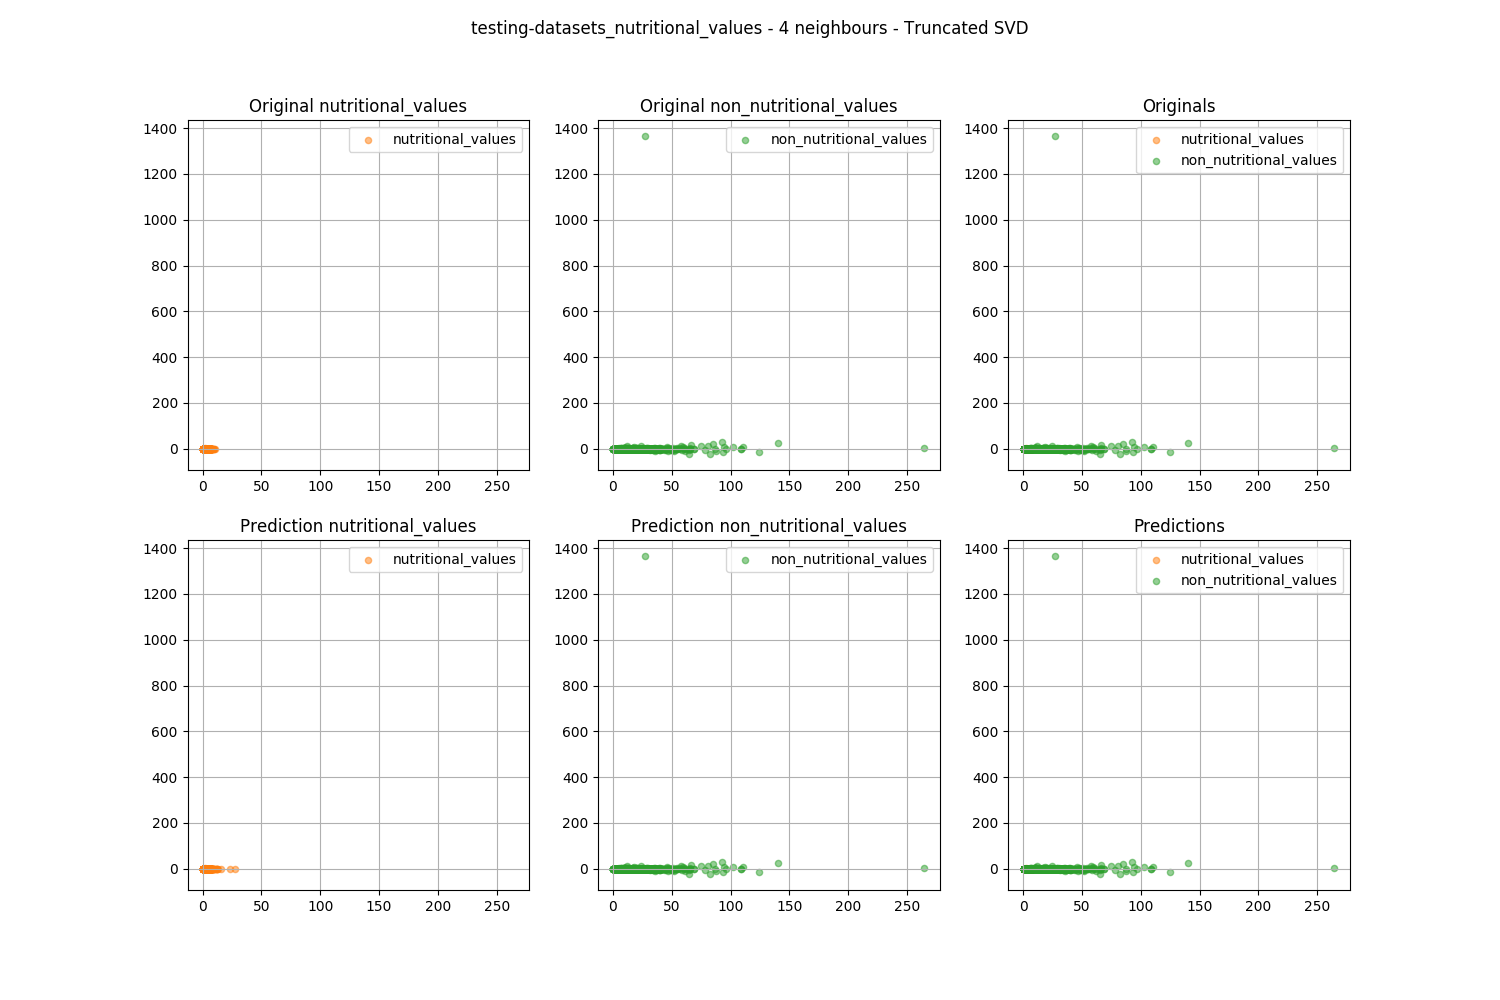 testing-datasets_nutritional_values - 4 neighbours - Truncated SVD
Original nutritional_values
1400
1200
1000
800
600
400
200
0
0 50 100 150 200 250
nutritional_values
Original non_nutritional_values
1400
1200
1000
800
600
400
200
0
0 50 100 150 200 250
non_nutritional_values
Originals
1400
1200
1000
800
600
400
200
0
0 50 100 150 200 250
nutritional_values
non_nutritional_values
Prediction nutritional_values
1400
1200
1000
800
600
400
200
0
0 50 100 150 200 250
nutritional_values
Prediction non_nutritional_values
1400
1200
1000
800
600
400
200
0
0 50 100 150 200 250
non_nutritional_values
Predictions
1400
1200
1000
800
600
400
200
0
0 50 100 150 200 250
nutritional_values
non_nutritional_values